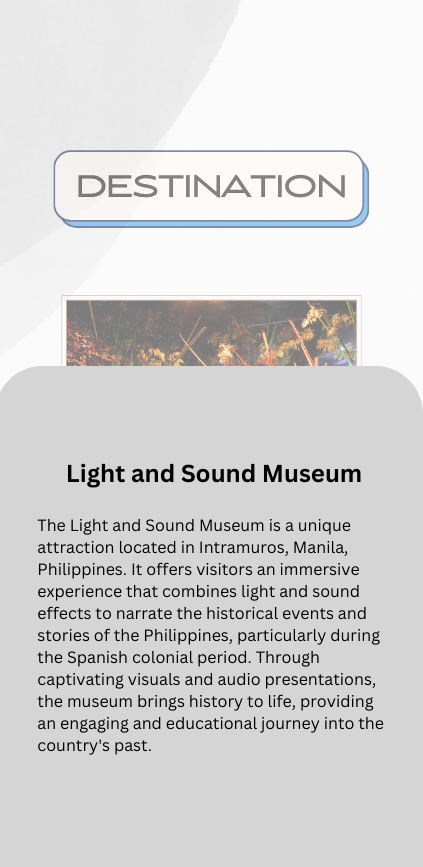 DESTINATION
Light and Sound Museum
The Light and Sound Museum is a unique
attraction located in Intramuros, Manila,
Philippines. It offers visitors an immersive
experience that combines light and sound
effects to narrate the historical events and
stories of the Philippines, particularly during
the Spanish colonial period. Through
captivating visuals and audio presentations,
the museum brings history to life, providing
an engaging and educational journey into the
country's past.